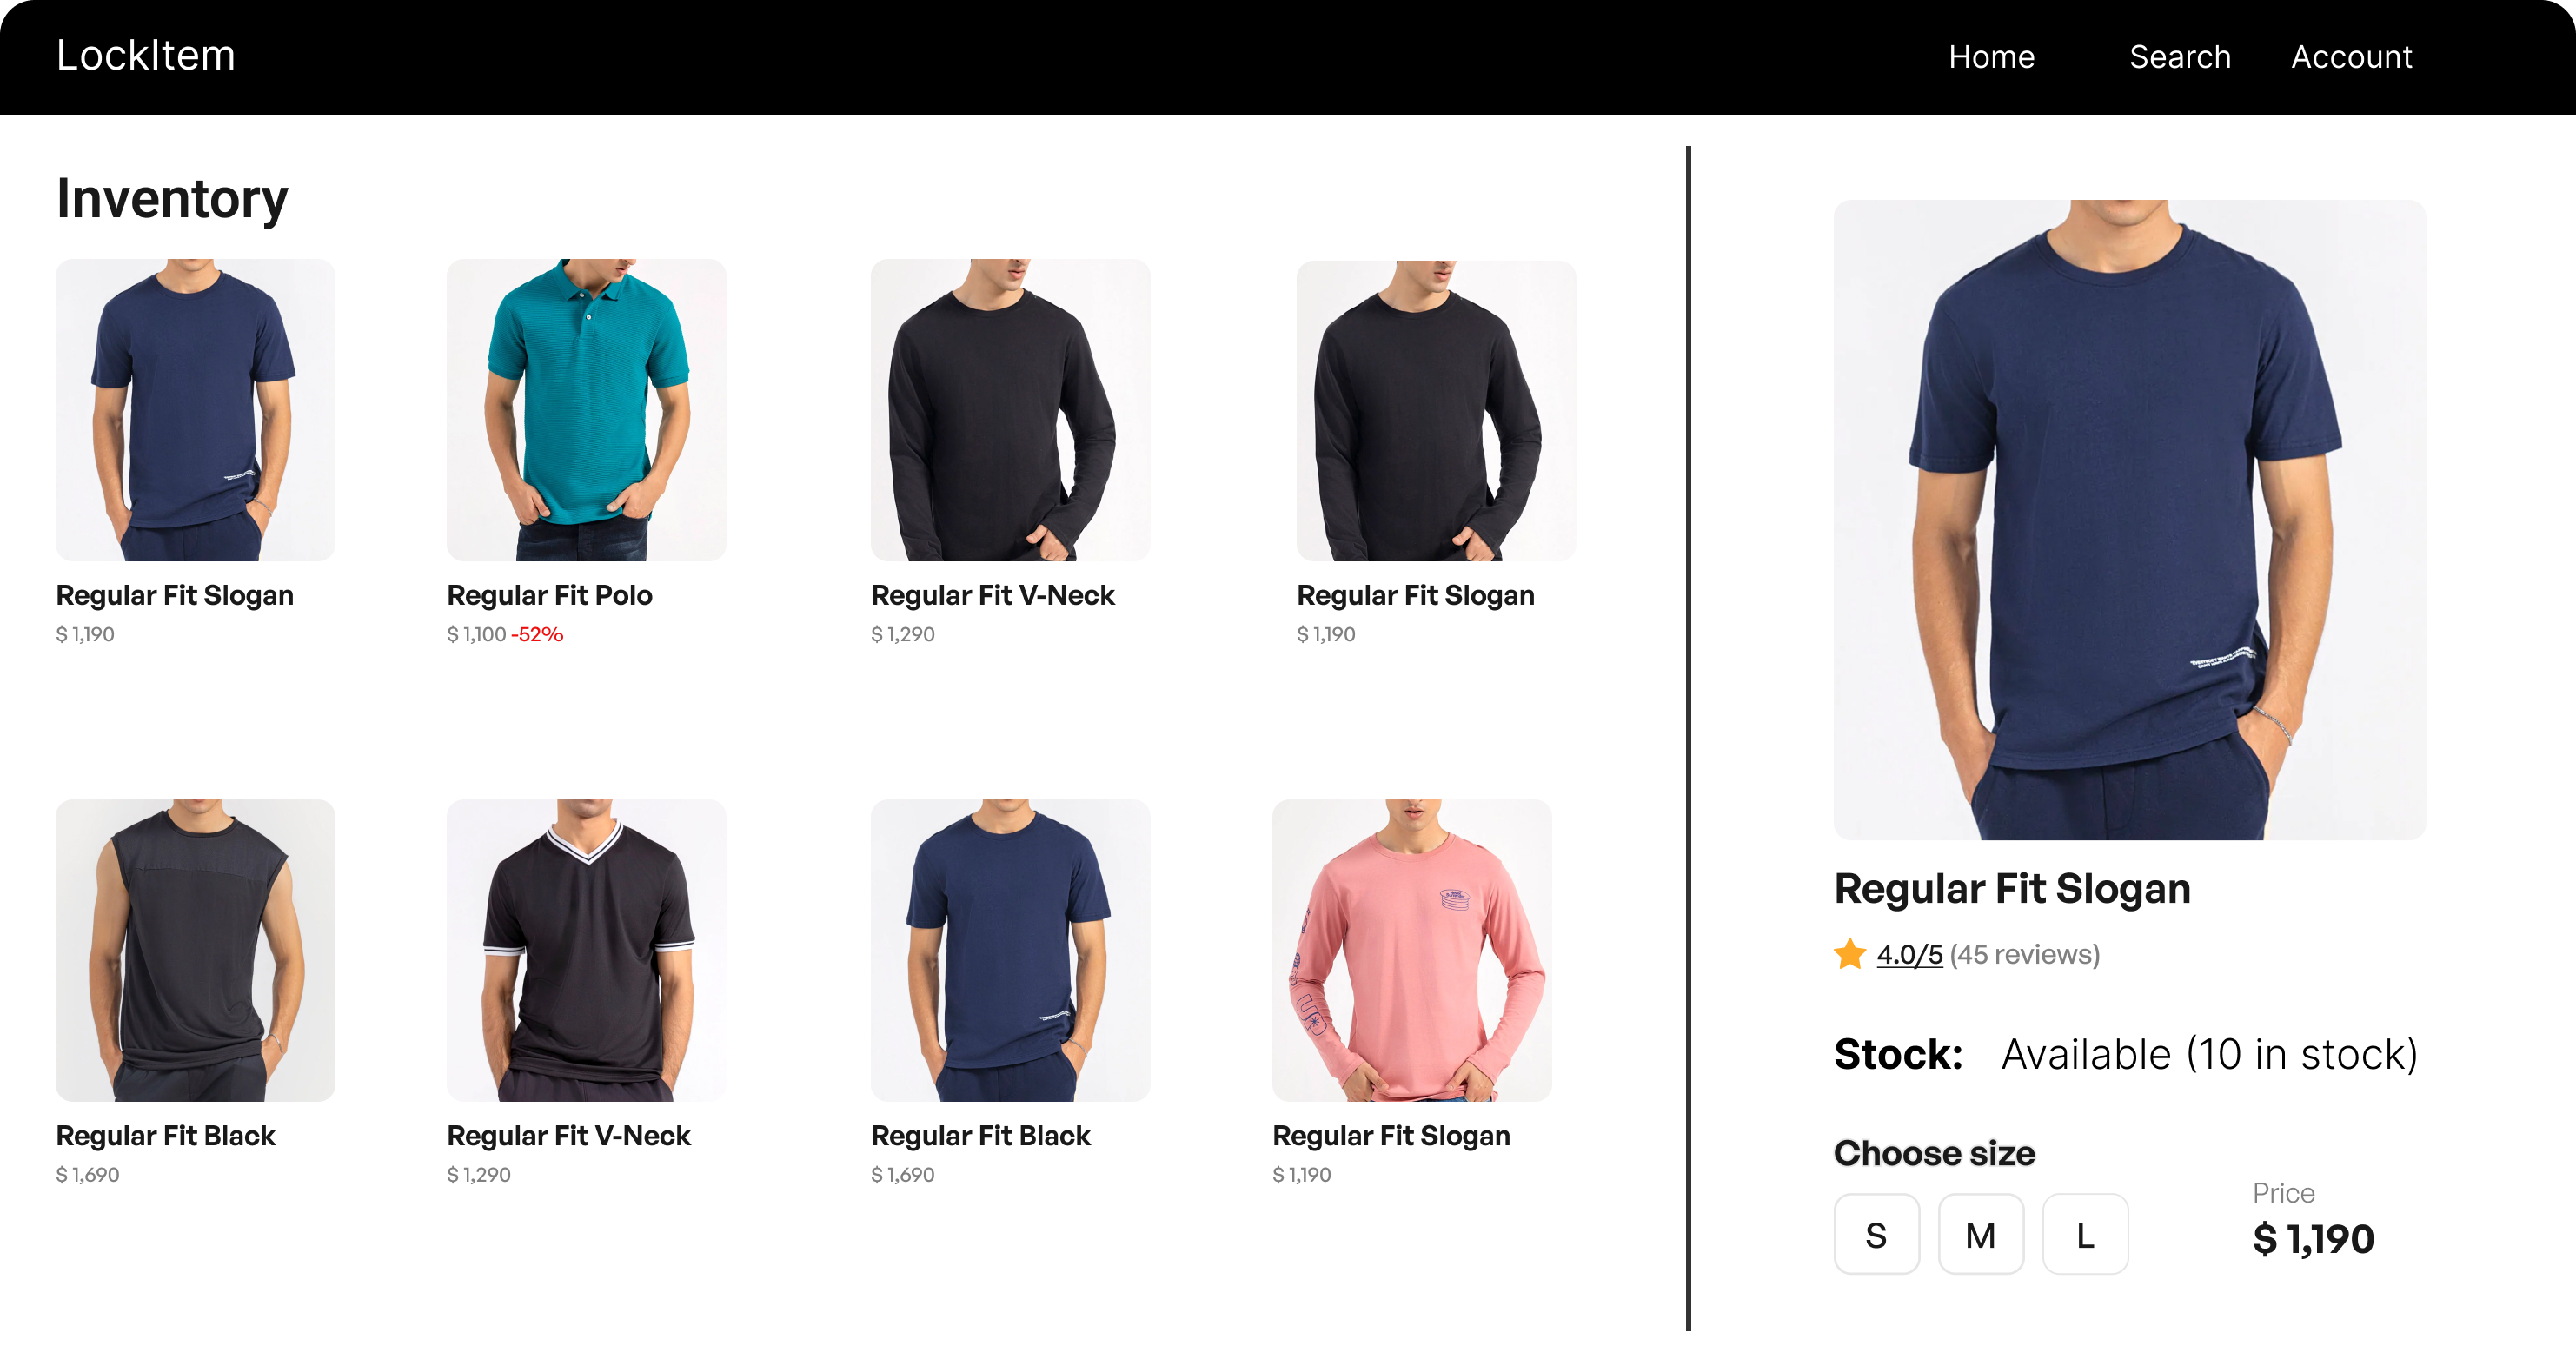 LockItem
Home Search Account
Inventory
Regular Fit Slogan
$ 1,190
Regular Fit Polo
$ 1,100 -52%
Regular Fit V-Neck
$ 1,290
Regular Fit Slogan
$ 1,190
Regular Fit Black
$ 1,690
Regular Fit V-Neck
$ 1,290
Regular Fit Black
$ 1,690
Regular Fit Slogan
$ 1,190
Regular Fit Slogan
4.0/5 (45 reviews)
Stock: Available (10 in stock)
Choose size
S M L
Price
$ 1,190